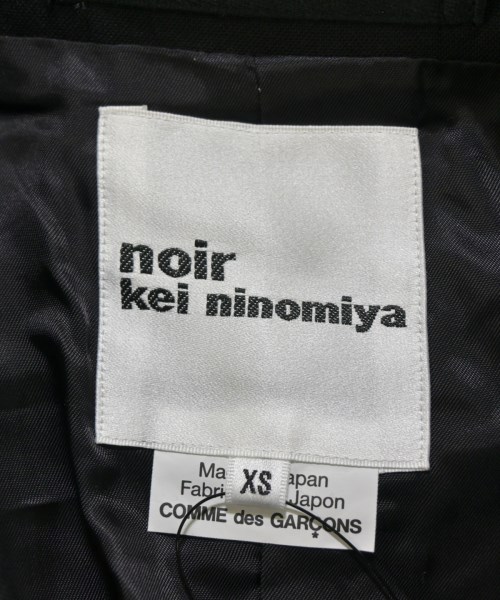 noir
kei ninomiya
XS
Ma apan
Fabri Japon
COMME des GARÇONS
*